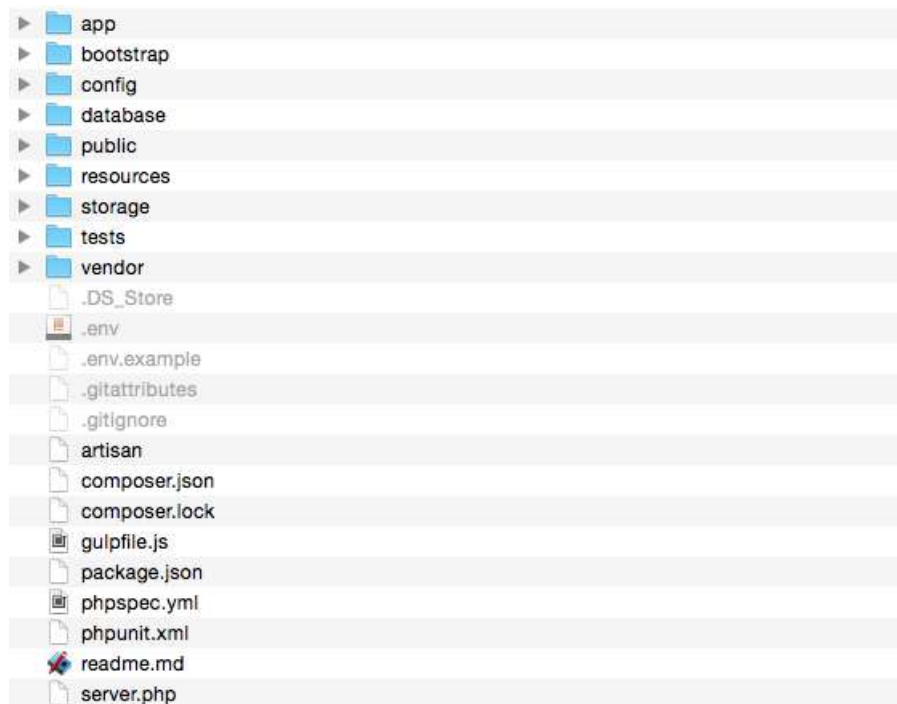 app
bootstrap
config
database
public
resources
storage
tests
vendor
.DS_Store
.env
.env.example
.gitattributes
.gitignore
artisan
composer.json
composer.lock
gulpfile.js
package.json
phpspec.yml
phpunit.xml
readme.md
server.php